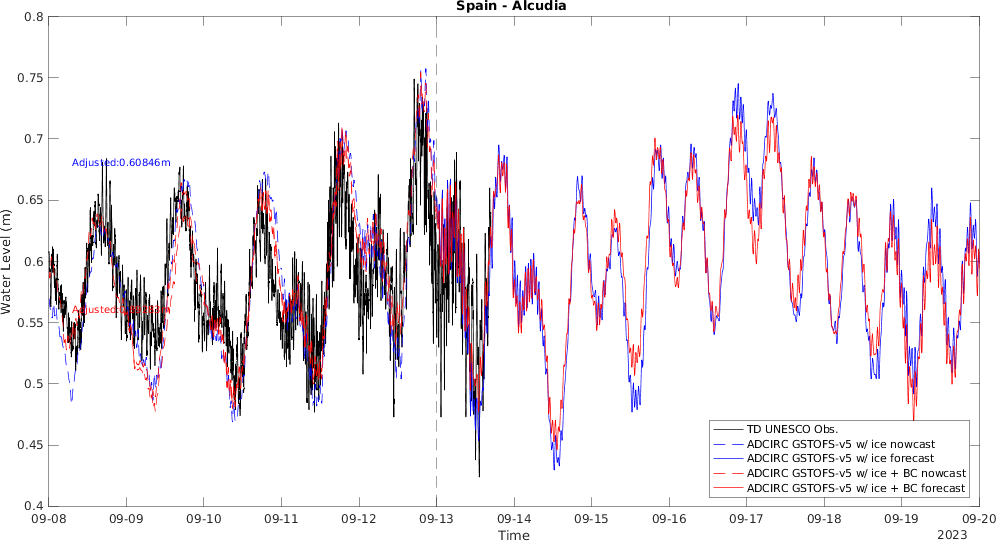 Spain - Alcudia
0.8
0.75
0.7
0.65
0.6
0.55
0.5
0.45
0.4
Water Level (m)
Adjusted:0.60846m
TD UNESCO Obs.
ADCIRC GSTOFS-v5 w/ ice nowcast
ADCIRC GSTOFS-v5 w/ ice forecast
ADCIRC GSTOFS-v5 w/ ice + BC nowcast
ADCIRC GSTOFS-v5 w/ ice + BC forecast
09-08 09-09 09-10 09-11 09-12 09-13 09-14 09-15 09-16 09-17 09-18 09-19 09-20
Time
2023